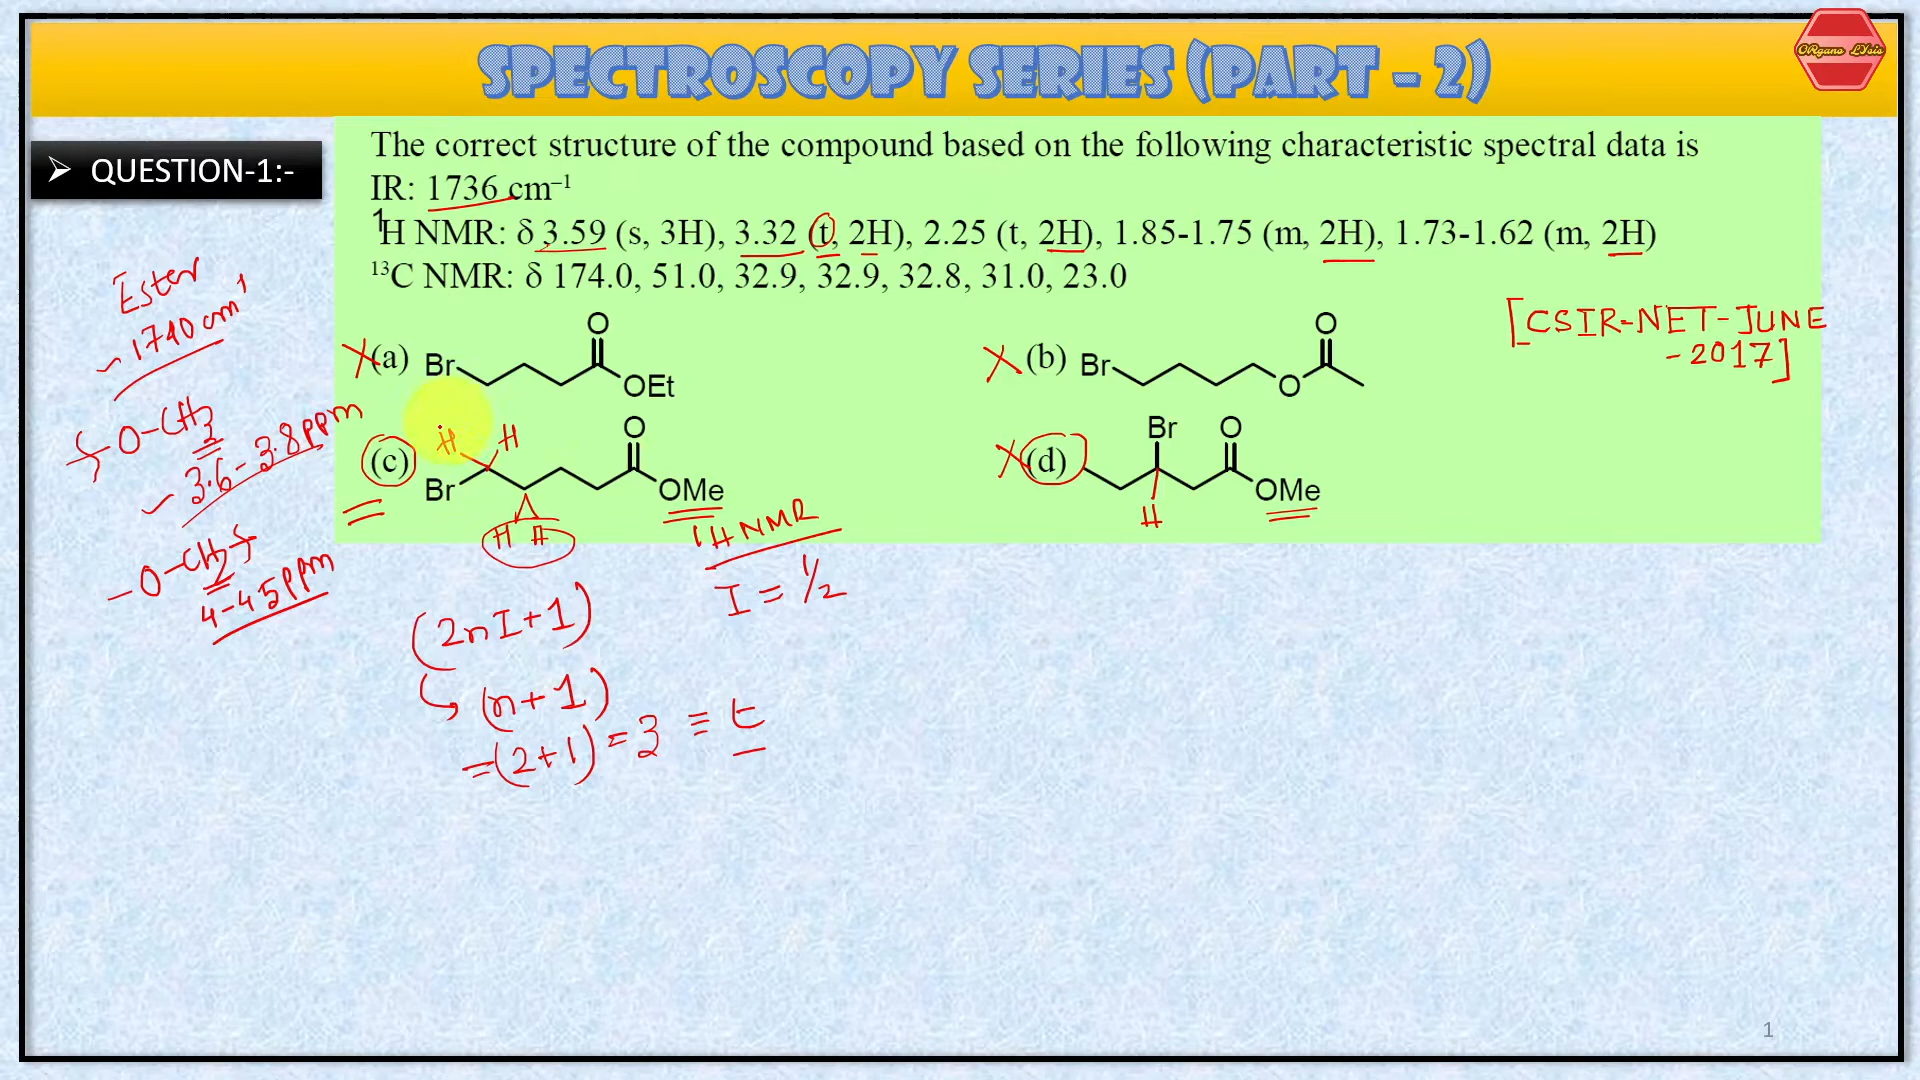 SPECTROSCOPY SERIES (PART - 2)
ORgano LYsis
➢ QUESTION-1:-
The correct structure of the compound based on the following characteristic spectral data is
IR: 1736 cm⁻¹
¹H NMR: δ 3.59 (s, 3H), 3.32 (t, 2H), 2.25 (t, 2H), 1.85-1.75 (m, 2H), 1.73-1.62 (m, 2H)
¹³C NMR: δ 174.0, 51.0, 32.9, 32.9, 32.8, 31.0, 23.0
[CSIR-NET-JUNE
-2017]
(a) Br O OEt
(b) Br O O
(c) Br H H H H O OMe
(d) Br H O OMe
Ester
~1740 cm⁻¹
O-CH₃
3.6-3.8 ppm
-O-CH₂
4-4.5 ppm
¹H NMR
I = 1/2
(2nI+1)
(n+1)
=(2+1) = 3 ≡ t
1